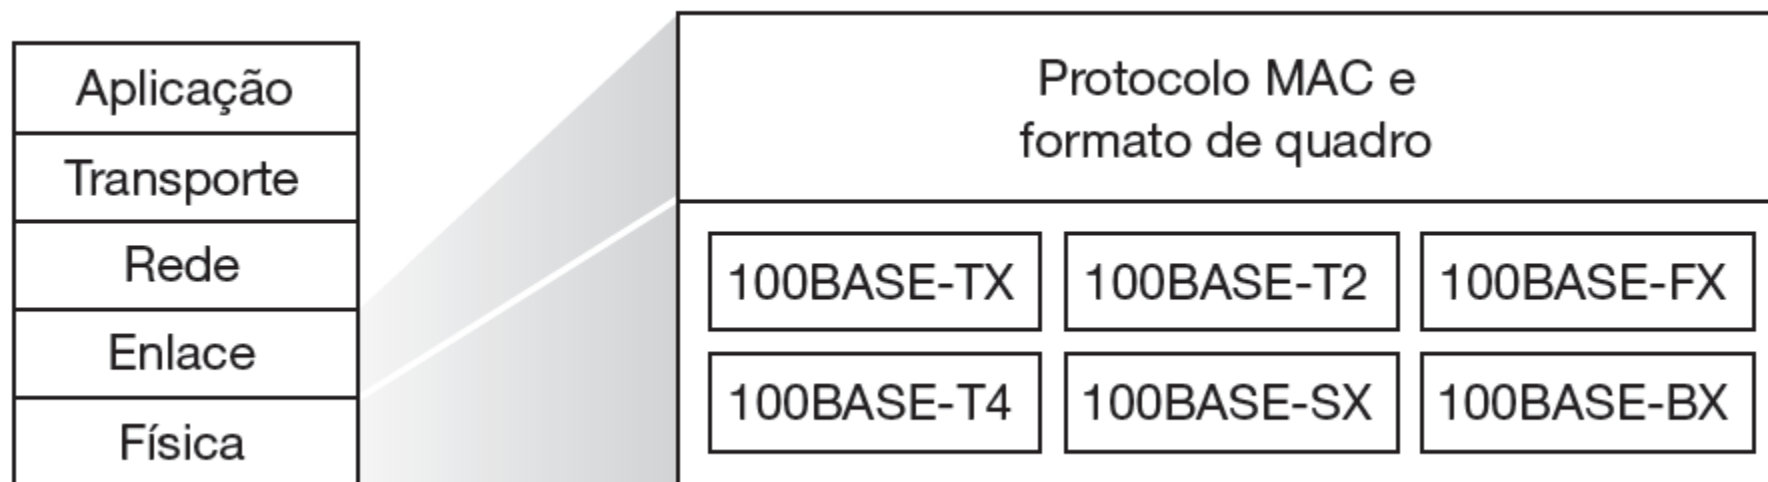 Aplicação
Transporte
Rede
Enlace
Física
Protocolo MAC e
formato de quadro
100BASE-TX 100BASE-T2 100BASE-FX
100BASE-T4 100BASE-SX 100BASE-BX